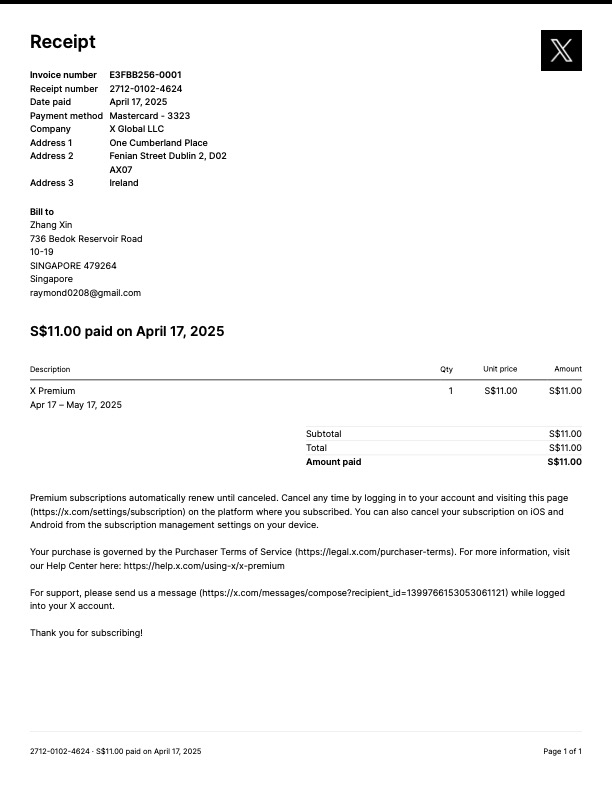 Receipt
Invoice number E3FBB256-0001
Receipt number 2712-0102-4624
Date paid April 17, 2025
Payment method Mastercard - 3323
Company X Global LLC
Address 1 One Cumberland Place
Address 2 Fenian Street Dublin 2, D02
AX07
Address 3 Ireland
Bill to
Zhang Xin
736 Bedok Reservoir Road
10-19
SINGAPORE 479264
Singapore
raymond0208@gmail.com
S$11.00 paid on April 17, 2025
Description Qty Unit price Amount
X Premium 1 S$11.00 S$11.00
Apr 17 – May 17, 2025
Subtotal S$11.00
Total S$11.00
Amount paid S$11.00
Premium subscriptions automatically renew until canceled. Cancel any time by logging in to your account and visiting this page
(https://x.com/settings/subscription) on the platform where you subscribed. You can also cancel your subscription on iOS and
Android from the subscription management settings on your device.
Your purchase is governed by the Purchaser Terms of Service (https://legal.x.com/purchaser-terms). For more information, visit
our Help Center here: https://help.x.com/using-x/x-premium
For support, please send us a message (https://x.com/messages/compose?recipient_id=1399766153053061121) while logged
into your X account.
Thank you for subscribing!
2712-0102-4624 · S$11.00 paid on April 17, 2025 Page 1 of 1